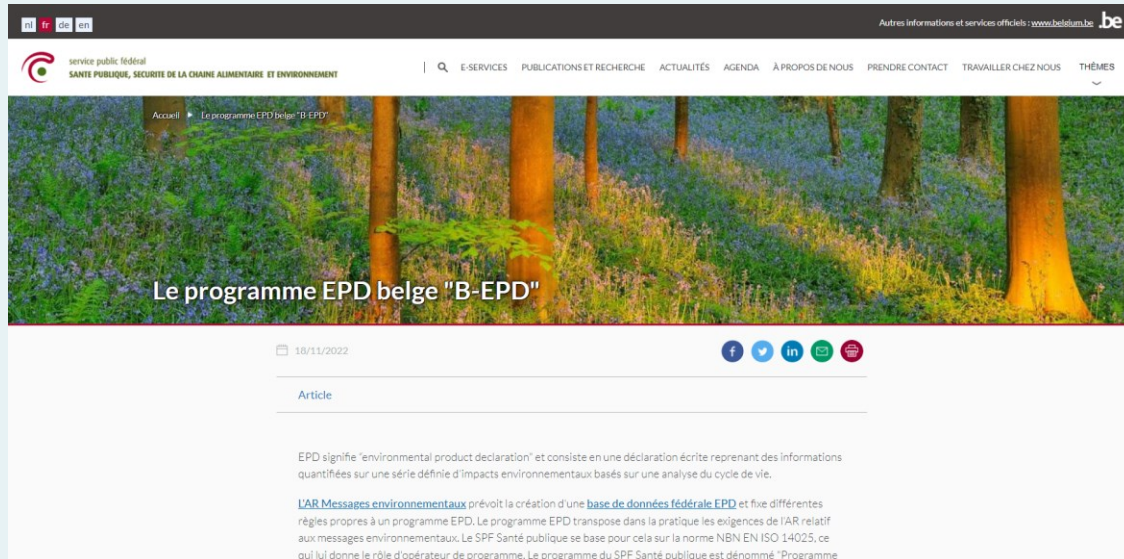 nl fr de en
Autres informations et services officiels : www.belgium.be .be
service public fédéral
SANTE PUBLIQUE, SECURITE DE LA CHAINE ALIMENTAIRE ET ENVIRONNEMENT
E-SERVICES PUBLICATIONS ET RECHERCHE ACTUALITÉS AGENDA À PROPOS DE NOUS PRENDRE CONTACT TRAVAILLER CHEZ NOUS THÈMES
Accueil Le programme EPD belge "B-EPD"
Le programme EPD belge "B-EPD"
18/11/2022
Article
EPD signifie "environmental product declaration" et consiste en une déclaration écrite reprenant des informations
quantifiées sur une série définie d'impacts environnementaux basés sur une analyse du cycle de vie.
L'AR Messages environnementaux prévoit la création d'une base de données fédérale EPD et fixe différentes
règles propres à un programme EPD. Le programme EPD transpose dans la pratique les exigences de l'AR relatif
aux messages environnementaux. Le SPF Santé publique se base pour cela sur la norme NBN EN ISO 14025, ce
qui lui donne le rôle d'opérateur de programme. Le programme du SPF Santé publique est dénommé "Programme